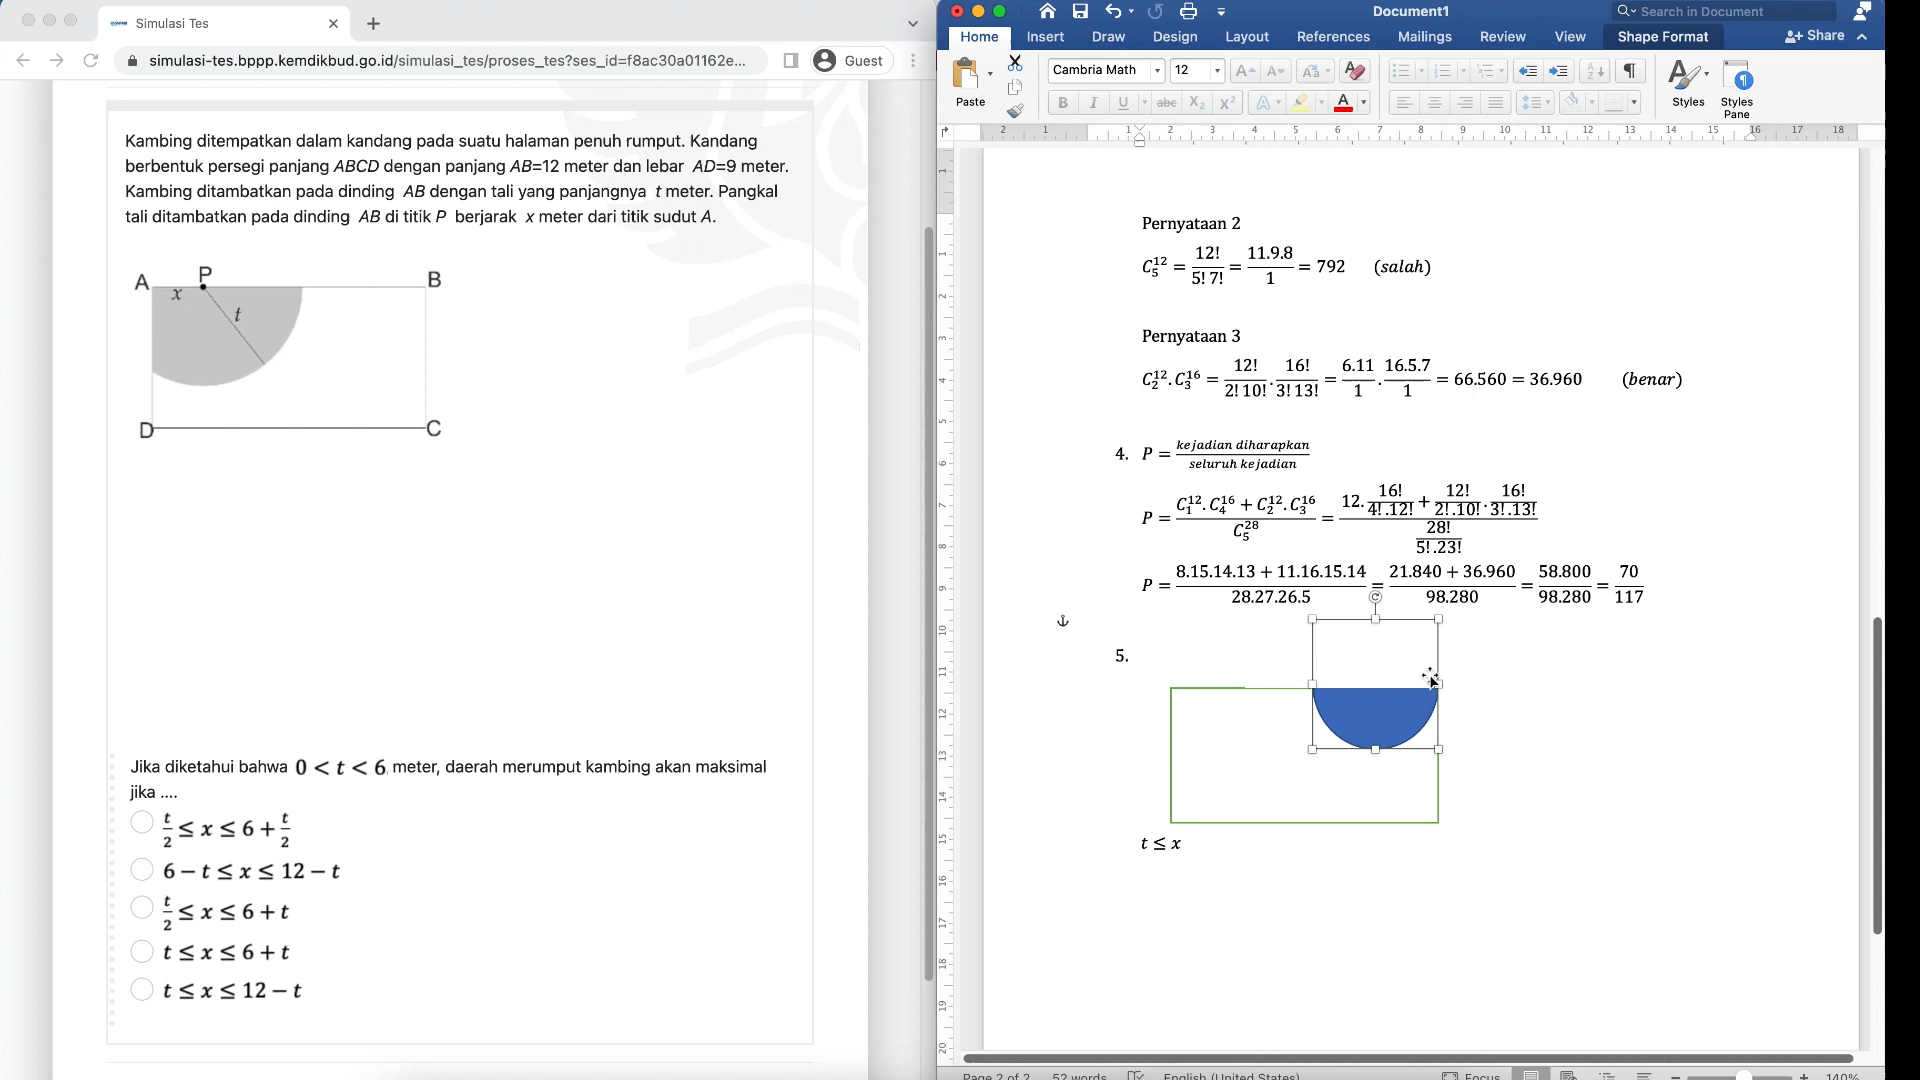 Simulasi Tes
simulasi-tes.bppp.kemdikbud.go.id/simulasi_tes/proses_tes?ses_id=f8ac30a01162e...
Guest
Kambing ditempatkan dalam kandang pada suatu halaman penuh rumput. Kandang
berbentuk persegi panjang ABCD dengan panjang AB=12 meter dan lebar AD=9 meter.
Kambing ditambatkan pada dinding AB dengan tali yang panjangnya t meter. Pangkal
tali ditambatkan pada dinding AB di titik P berjarak x meter dari titik sudut A.
A P B
x
t
D C
Jika diketahui bahwa 0 < t < 6 meter, daerah merumput kambing akan maksimal
jika ....
t/2 ≤ x ≤ 6 + t/2
6 − t ≤ x ≤ 12 − t
t/2 ≤ x ≤ 6 + t
t ≤ x ≤ 6 + t
t ≤ x ≤ 12 − t
Document1
Search in Document
Home Insert Draw Design Layout References Mailings Review View Shape Format Share
Paste
Cambria Math 12
Styles
Styles Pane
Pernyataan 2
C₅¹² = 12!/5! 7! = 11.9.8/1 = 792 (salah)
Pernyataan 3
C₂¹². C₃¹⁶ = 12!/2! 10! . 16!/3! 13! = 6.11/1 . 16.5.7/1 = 66.560 = 36.960 (benar)
4. P = kejadian diharapkan/seluruh kejadian
P = (C₁¹². C₄¹⁶ + C₂¹². C₃¹⁶)/C₅²⁸ = (12. 16!/4!.12! + 12!/2!.10! . 16!/3!.13!)/(28!/5!.23!)
P = (8.15.14.13 + 11.16.15.14)/28.27.26.5 = (21.840 + 36.960)/98.280 = 58.800/98.280 = 70/117
5.
t ≤ x
Page 2 of 2 52 words English (United States) Focus 140%